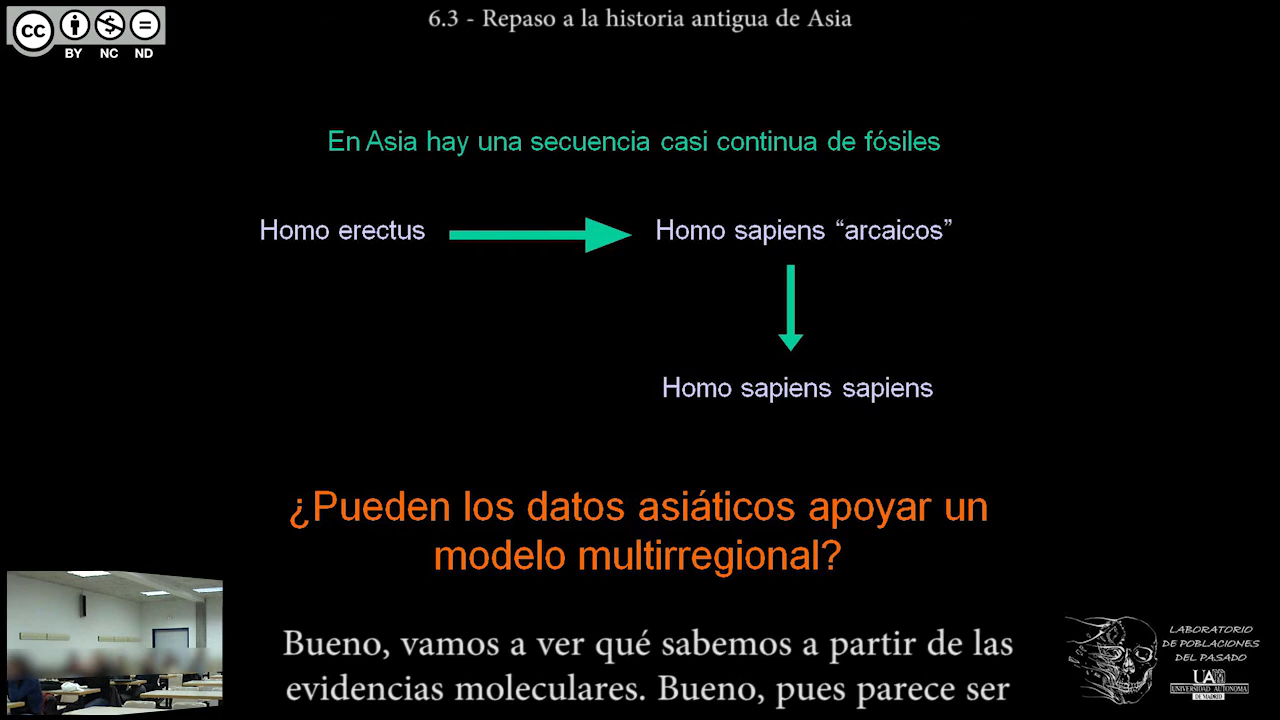 6.3 - Repaso a la historia antigua de Asia
CC
BY NC ND
En Asia hay una secuencia casi continua de fósiles
Homo erectus
Homo sapiens “arcaicos”
Homo sapiens sapiens
¿Pueden los datos asiáticos apoyar un
modelo multirregional?
Bueno, vamos a ver qué sabemos a partir de las
evidencias moleculares. Bueno, pues parece ser
LABORATORIO
DE POBLACIONES
DEL PASADO
UAM
UNIVERSIDAD AUTONOMA
DE MADRID